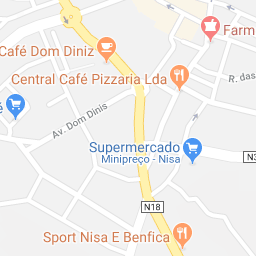 Café Dom Diniz
Farm
Central Café Pizzaria Lda
R. das
Av. Dom Dinis
Supermercado
Minipreço - Nisa
N3
N18
Sport Nisa E Benfica